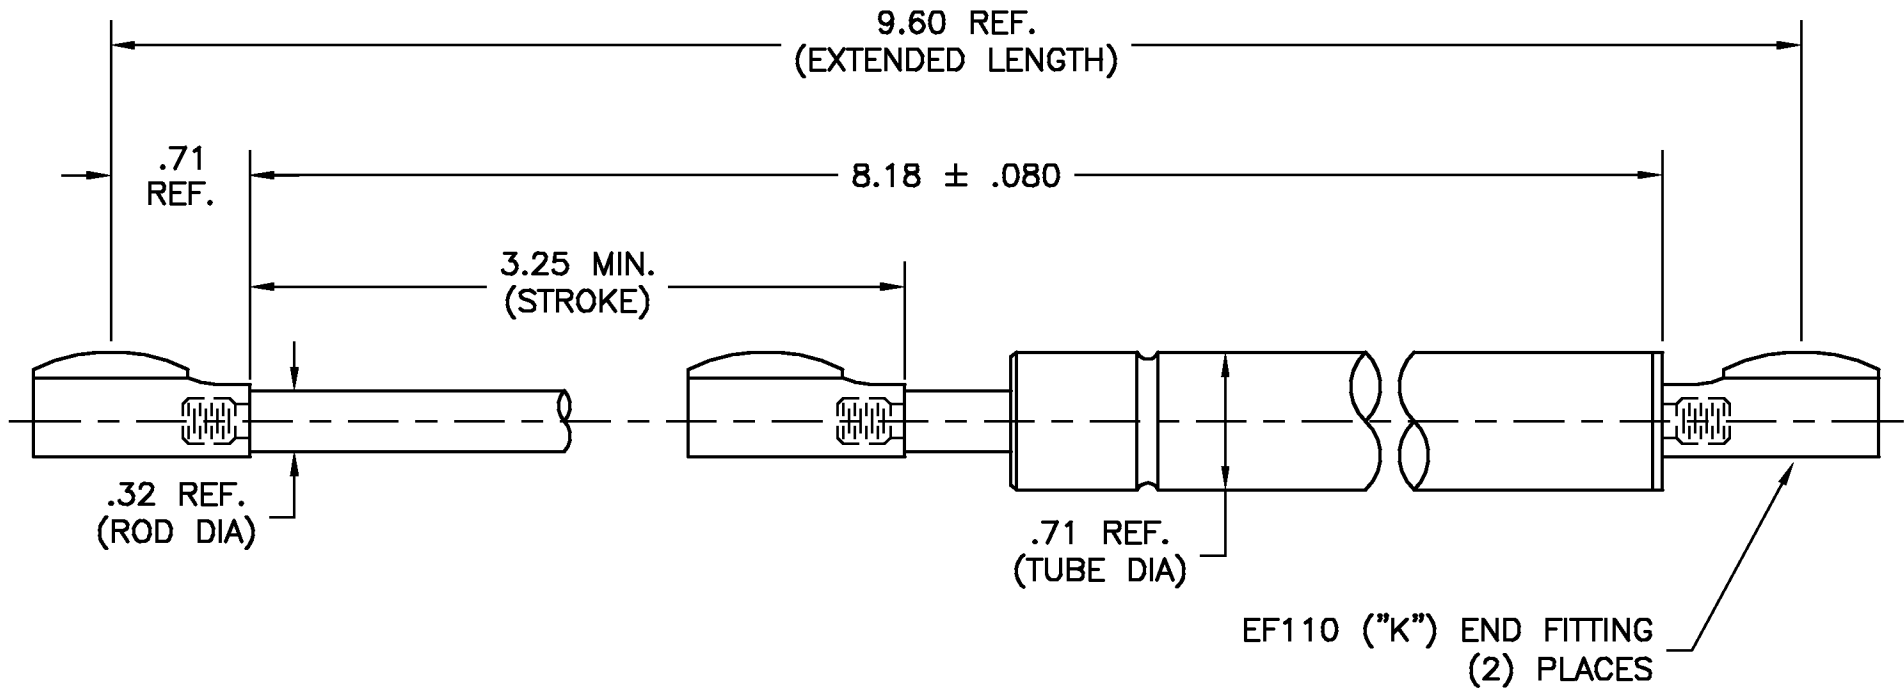 9.60 REF.
(EXTENDED LENGTH)
.71
REF.
8.18 ± .080
3.25 MIN.
(STROKE)
.32 REF.
(ROD DIA)
.71 REF.
(TUBE DIA)
EF110 (”K”) END FITTING
(2) PLACES